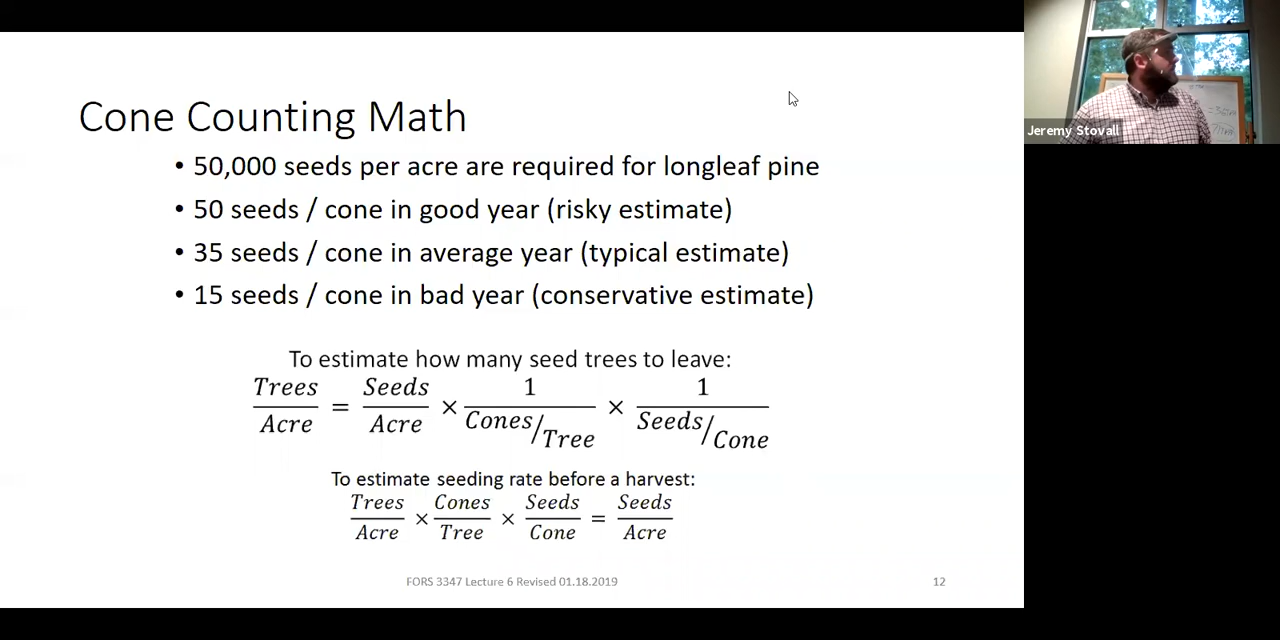 Cone Counting Math
• 50,000 seeds per acre are required for longleaf pine
• 50 seeds / cone in good year (risky estimate)
• 35 seeds / cone in average year (typical estimate)
• 15 seeds / cone in bad year (conservative estimate)
To estimate how many seed trees to leave:
Trees/Acre = Seeds/Acre × 1/(Cones/Tree) × 1/(Seeds/Cone)
To estimate seeding rate before a harvest:
Trees/Acre × Cones/Tree × Seeds/Cone = Seeds/Acre
FORS 3347 Lecture 6 Revised 01.18.2019
12
Jeremy Stovall